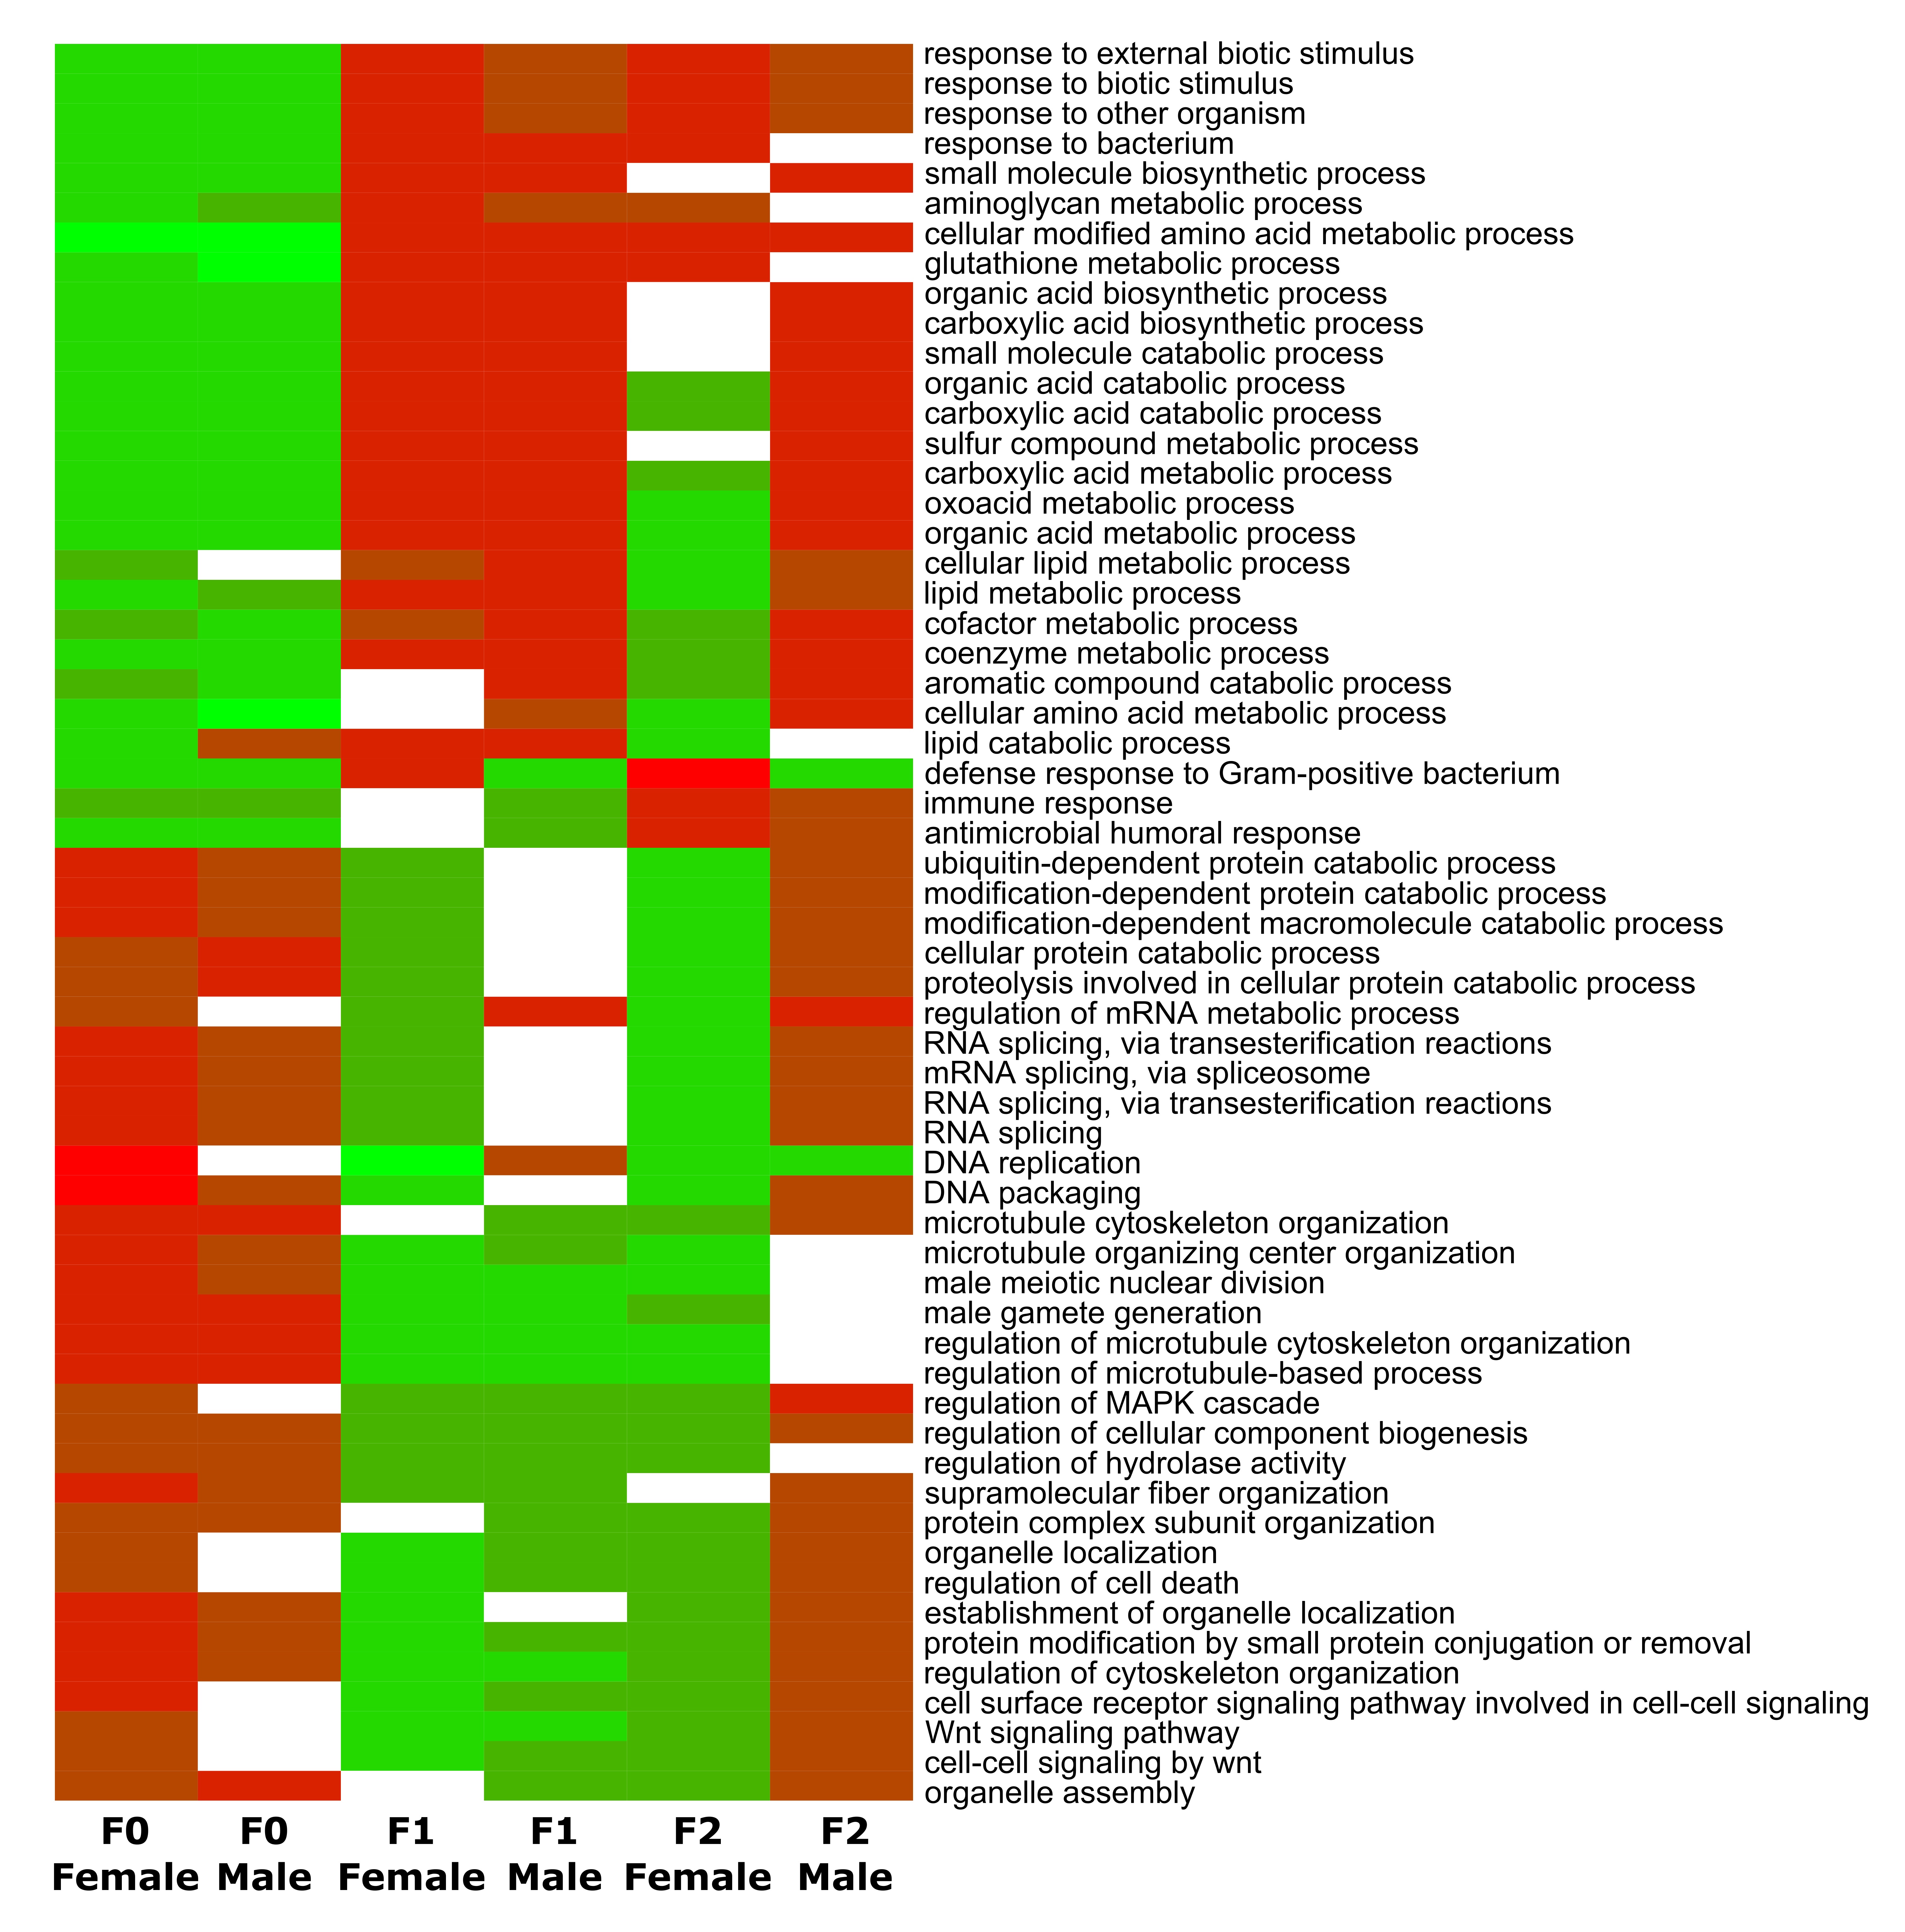 response to external biotic stimulus
response to biotic stimulus
response to other organism
response to bacterium
small molecule biosynthetic process
aminoglycan metabolic process
cellular modified amino acid metabolic process
glutathione metabolic process
organic acid biosynthetic process
carboxylic acid biosynthetic process
small molecule catabolic process
organic acid catabolic process
carboxylic acid catabolic process
sulfur compound metabolic process
carboxylic acid metabolic process
oxoacid metabolic process
organic acid metabolic process
cellular lipid metabolic process
lipid metabolic process
cofactor metabolic process
coenzyme metabolic process
aromatic compound catabolic process
cellular amino acid metabolic process
lipid catabolic process
defense response to Gram-positive bacterium
immune response
antimicrobial humoral response
ubiquitin-dependent protein catabolic process
modification-dependent protein catabolic process
modification-dependent macromolecule catabolic process
cellular protein catabolic process
proteolysis involved in cellular protein catabolic process
regulation of mRNA metabolic process
RNA splicing, via transesterification reactions
mRNA splicing, via spliceosome
RNA splicing, via transesterification reactions
RNA splicing
DNA replication
DNA packaging
microtubule cytoskeleton organization
microtubule organizing center organization
male meiotic nuclear division
male gamete generation
regulation of microtubule cytoskeleton organization
regulation of microtubule-based process
regulation of MAPK cascade
regulation of cellular component biogenesis
regulation of hydrolase activity
supramolecular fiber organization
protein complex subunit organization
organelle localization
regulation of cell death
establishment of organelle localization
protein modification by small protein conjugation or removal
regulation of cytoskeleton organization
cell surface receptor signaling pathway involved in cell-cell signaling
Wnt signaling pathway
cell-cell signaling by wnt
organelle assembly
F0 F0 F1 F1 F2 F2
Female Male Female Male Female Male